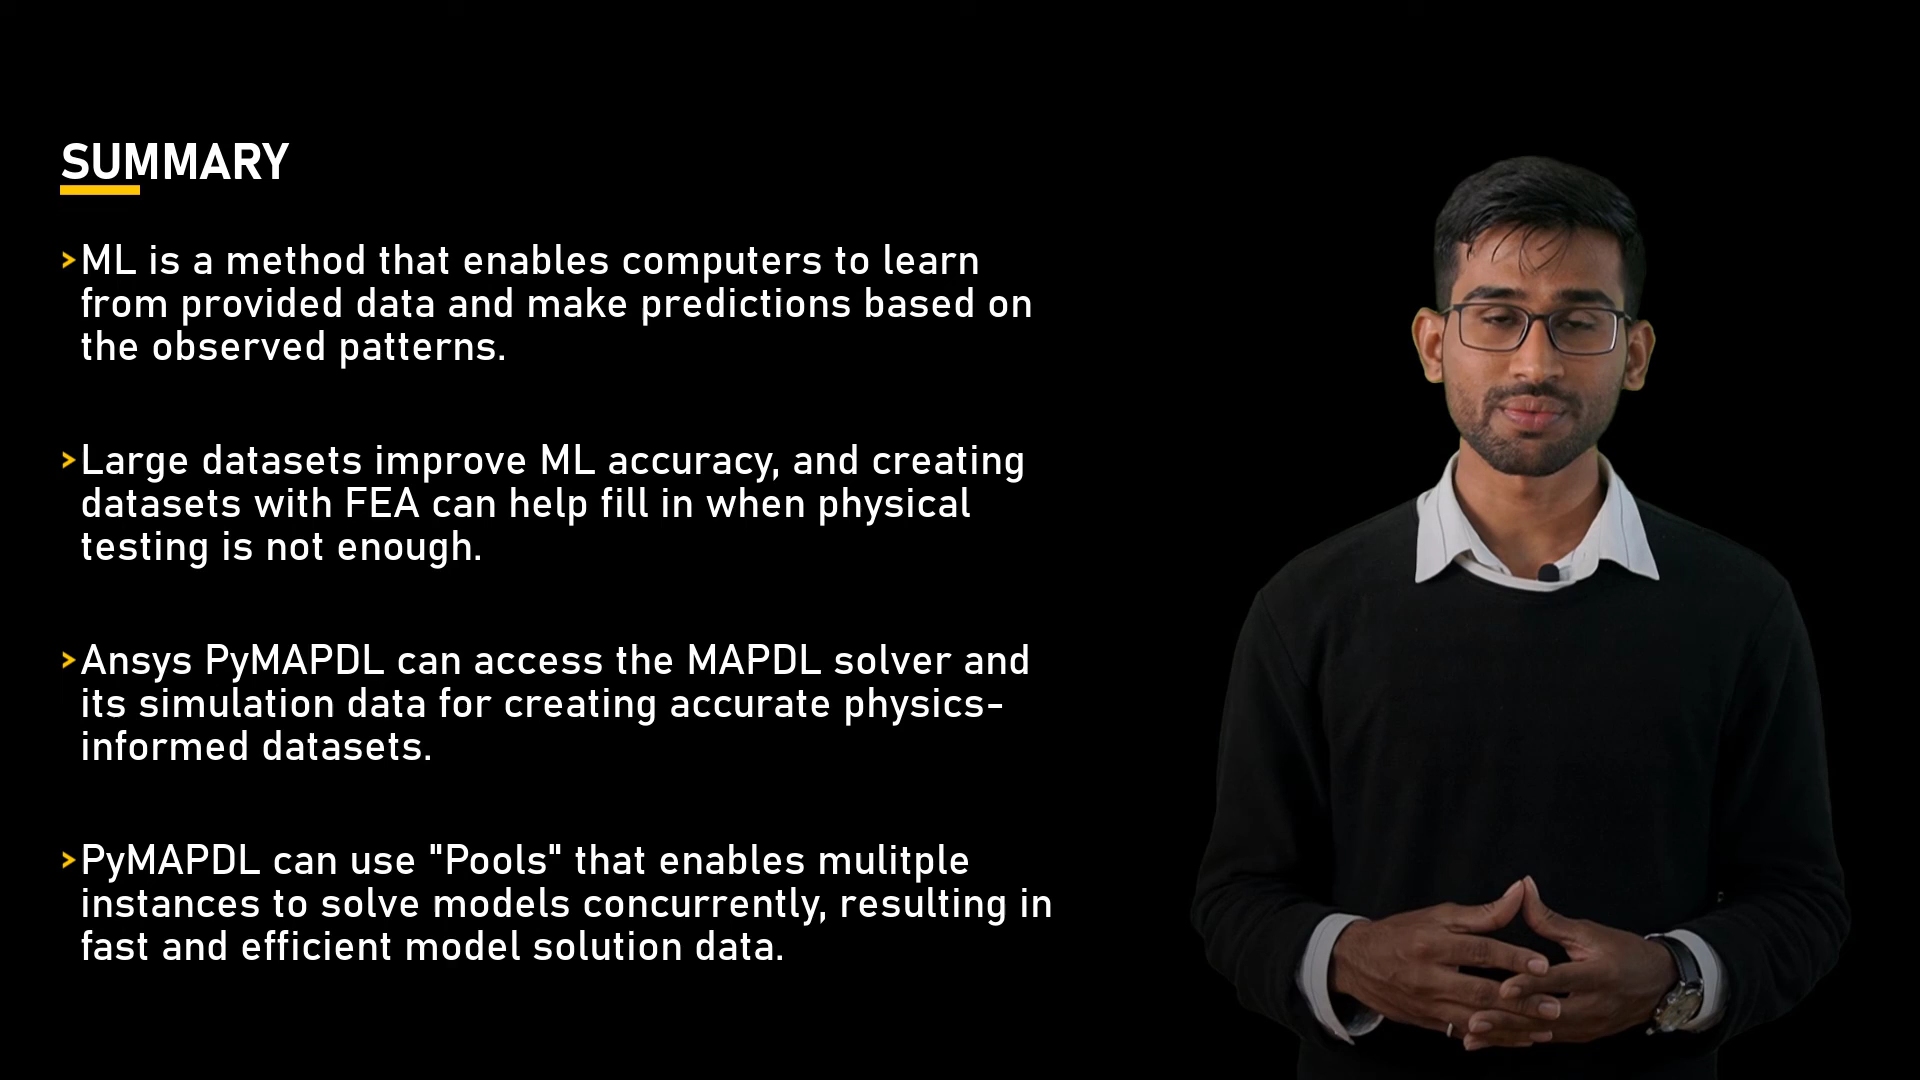 SUMMARY
>ML is a method that enables computers to learn
from provided data and make predictions based on
the observed patterns.
>Large datasets improve ML accuracy, and creating
datasets with FEA can help fill in when physical
testing is not enough.
>Ansys PyMAPDL can access the MAPDL solver and
its simulation data for creating accurate physics-
informed datasets.
>PyMAPDL can use "Pools" that enables mulitple
instances to solve models concurrently, resulting in
fast and efficient model solution data.